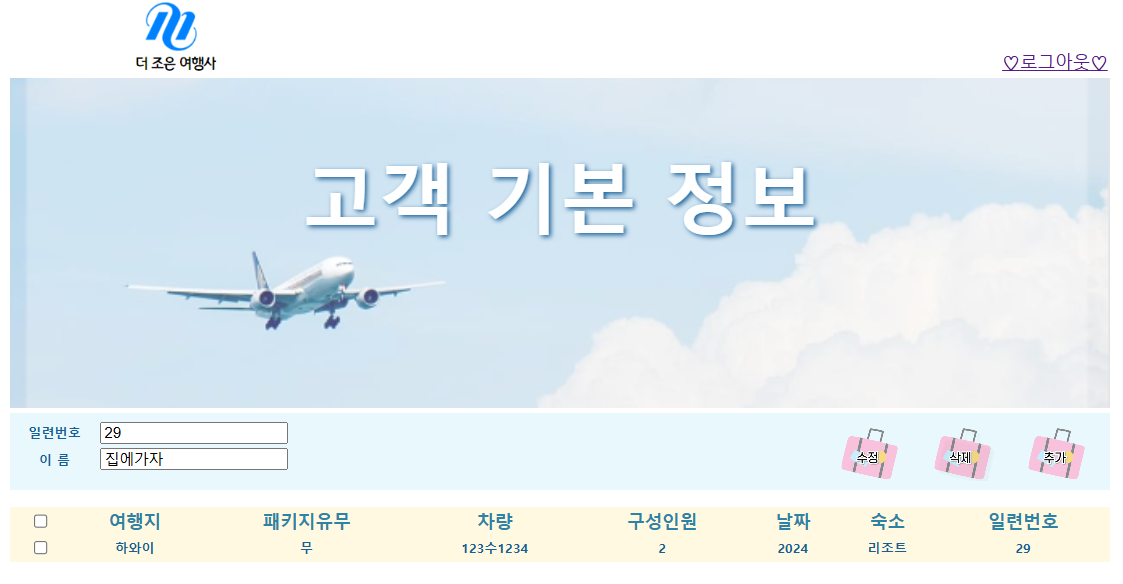 더 조은 여행사
♡로그아웃♡
고객 기본 정보
일련번호 29
이 름 집에가자
수정 삭제 추가
여행지 패키지유무 차량 구성인원 날짜 숙소 일련번호
하와이 무 123수1234 2 2024 리조트 29